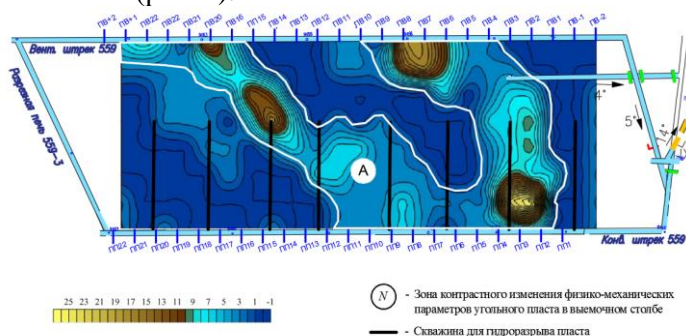 ПВ+2 ПВ+1 ПВ22 ПВ21 ПВ20 ПВ16 ПП15 ПВ14 ПВ13 ПВ12 ПВ11 ПВ10 ПВ9 ПВ8 ПВ7 ПВ6 ПВ5 ПВ4 ПВ3 ПВ2 ПВ1 ПВ-1 ПВ-2
Вент. штрек 559
Разрезная печь 559-3
4°
5°
14°
А
ПП22 ПП21 ПП20 ПП19 ПП18 ПП17 ПП16 ПП15 ПП14 ПП13 ПП12 ПП11 ПП10 ПП9 ПП8 ПП7 ПП6 ПП5 ПП4 ПП3 ПП2 ПП1
Конв. штрек 559
25 23 21 19 17 15 13 11 9 7 5 3 1 -1
N - Зона контрастного изменения физико-механических
параметров угольного пласта в выемочном столбе
- Скважина для гидроразрыва пласта